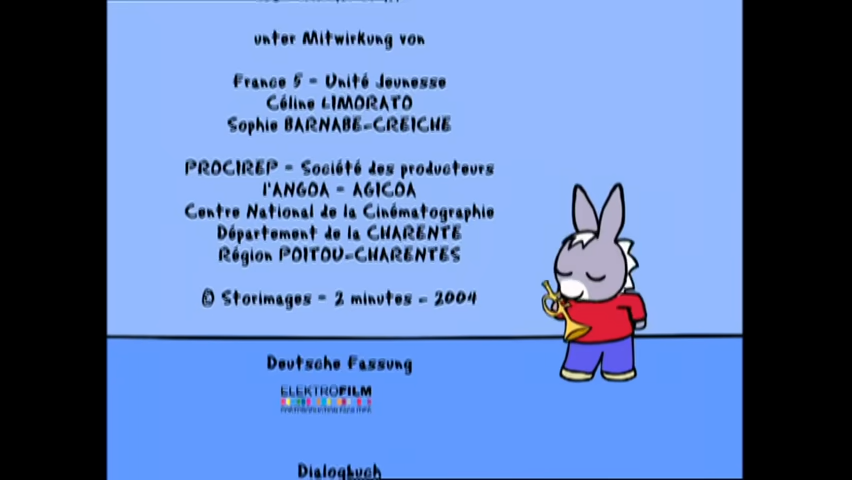 unter Mitwirkung von
France 5 - Unité Jeunesse
Céline LIMORATO
Sophie BARNABE-CREICHE
PROCIREP - Société des producteurs
l'ANGOA - AGICOA
Centre National de la Cinématographie
Département de la CHARENTE
Région POITOU-CHARENTES
© Storimages - 2 minutes - 2004
Deutsche Fassung
ELEKTROFILM
Dialogbuch